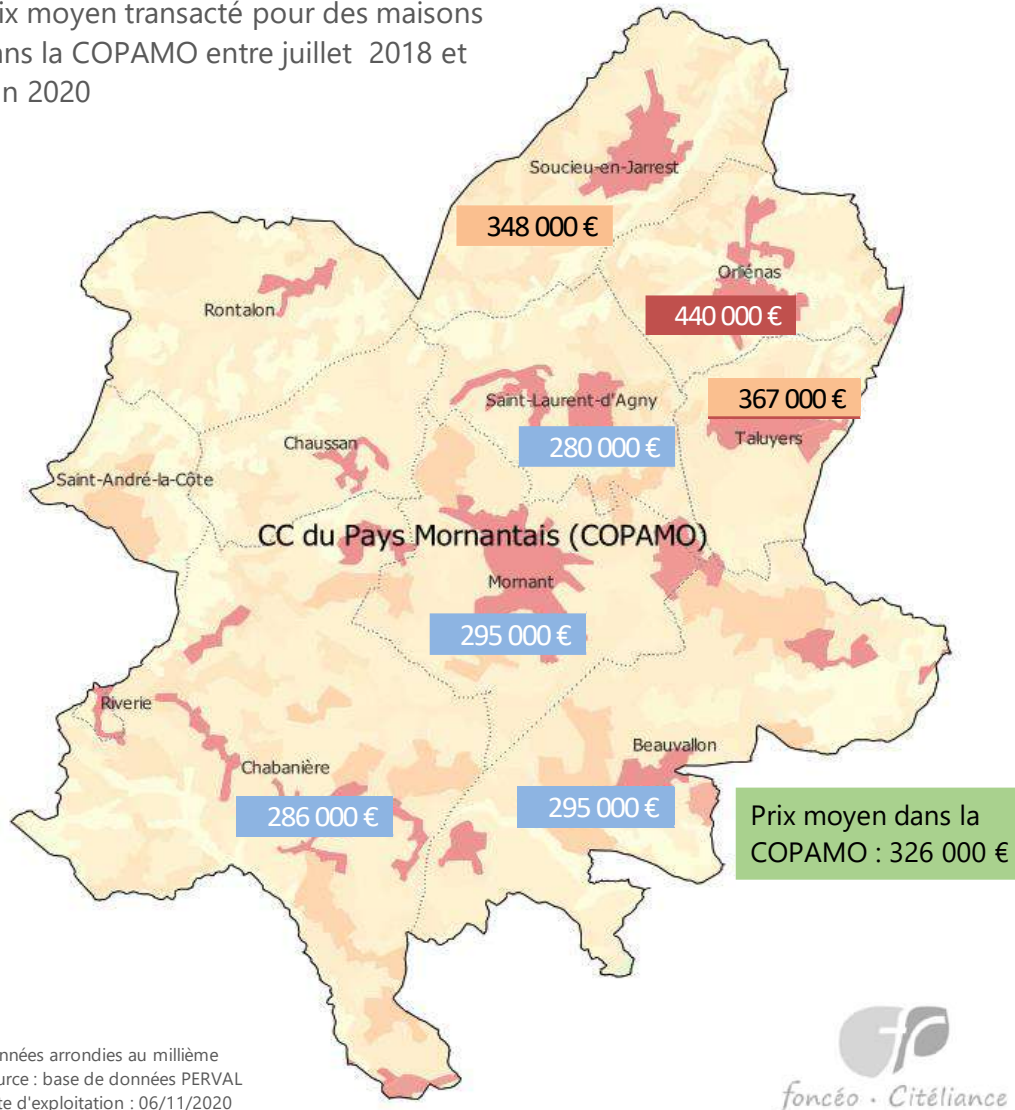 ix moyen transacté pour des maisons
ans la COPAMO entre juillet 2018 et
n 2020
Soucieu-en-Jarrest
348 000 €
Orliénas
Rontalon
440 000 €
367 000 €
Saint-Laurent-d'Agny
Taluyers
Chaussan
280 000 €
Saint-André-la-Côte
CC du Pays Mornantais (COPAMO)
Mornant
295 000 €
Riverie
Beauvallon
Chabanière
286 000 €
295 000 €
Prix moyen dans la
COPAMO : 326 000 €
nnées arrondies au millième
urce : base de données PERVAL
te d'exploitation : 06/11/2020
foncéo · Citéliance